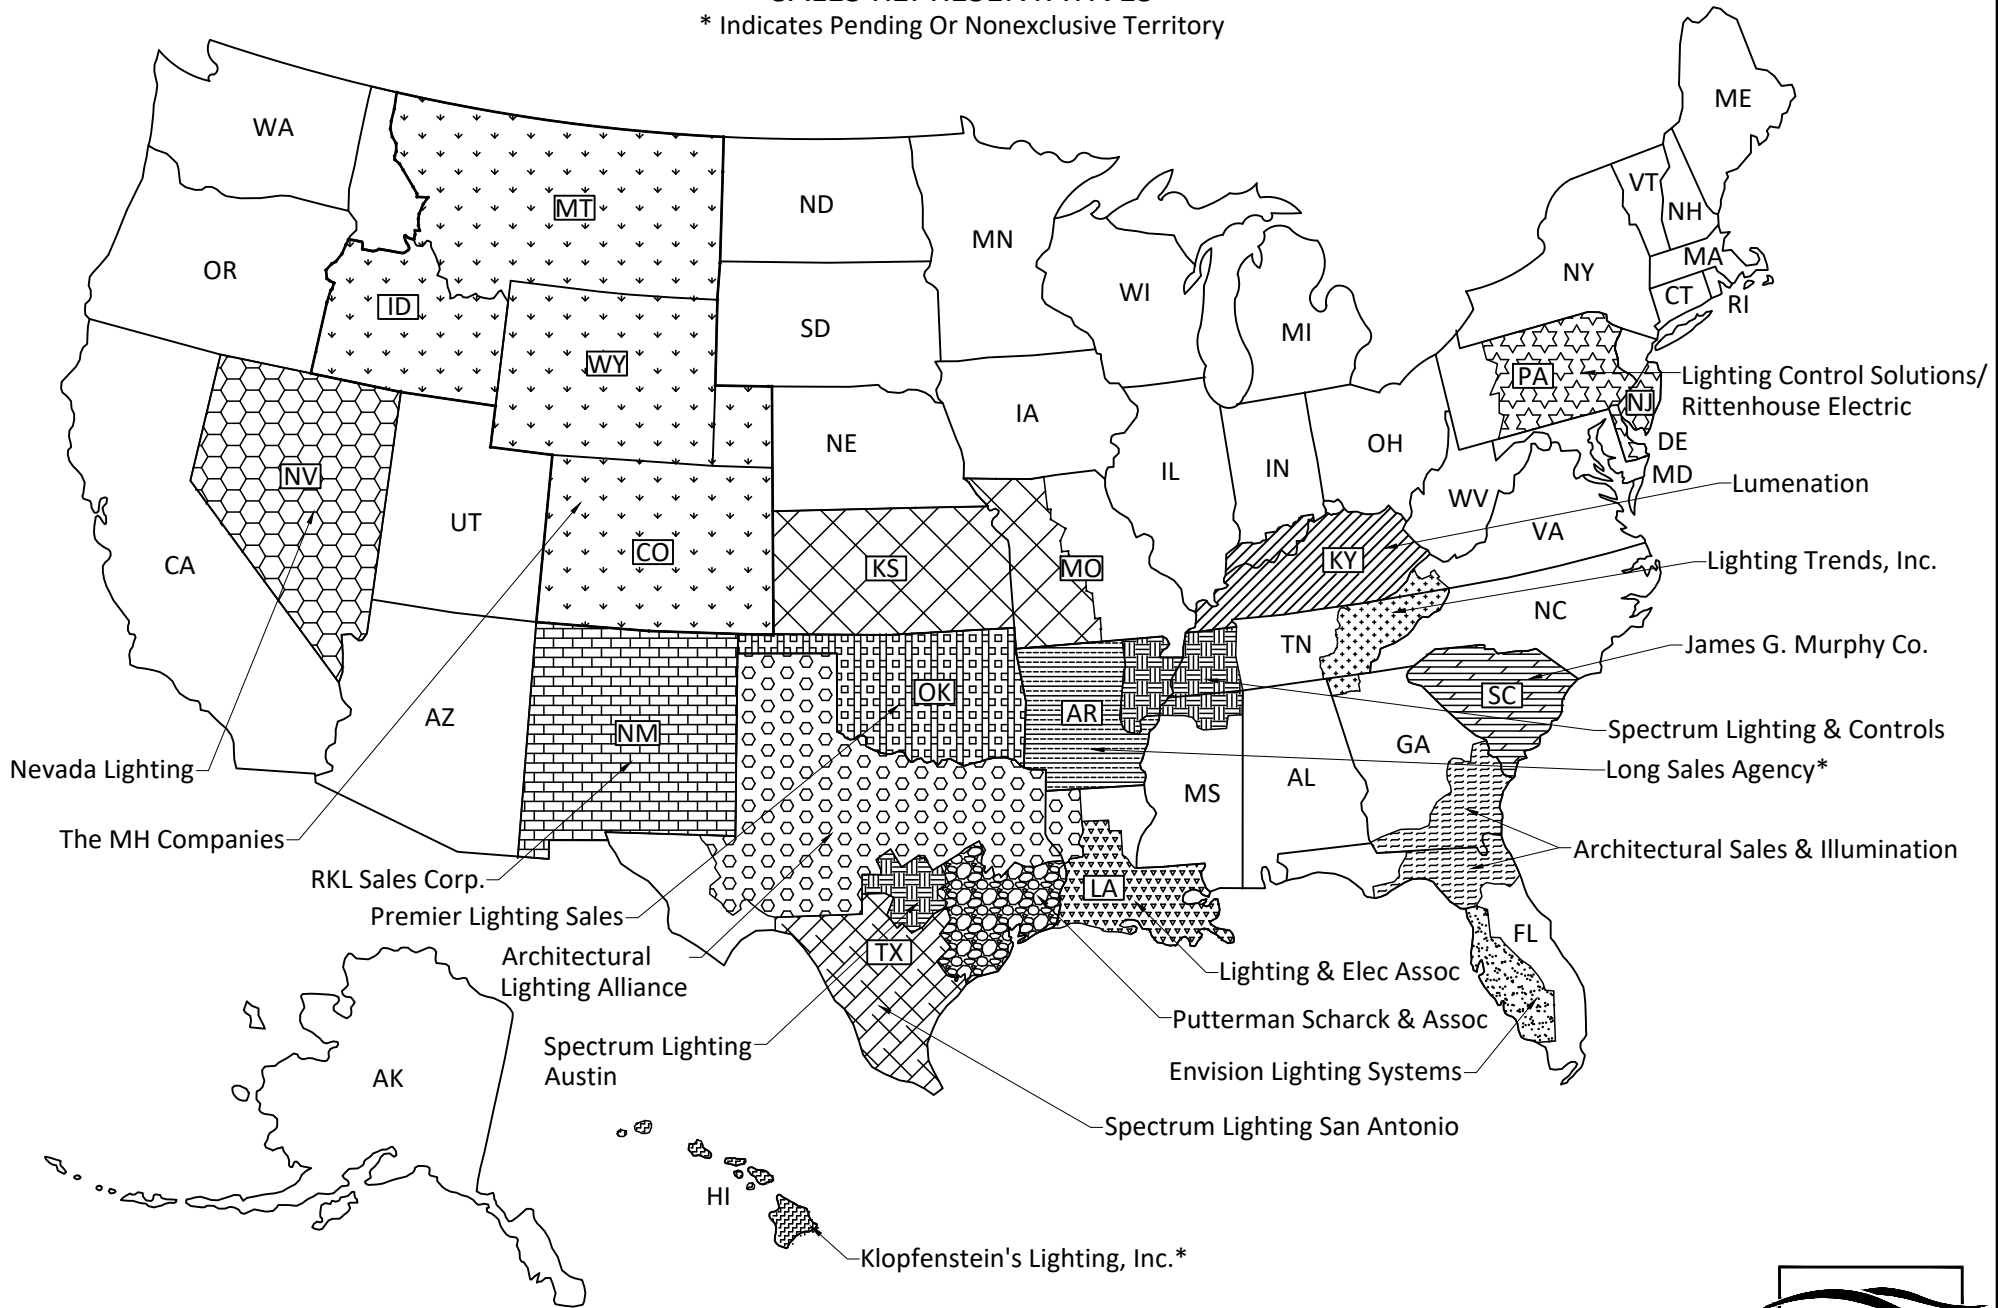 SALES REPRESENTATIVES
* Indicates Pending Or Nonexclusive Territory
WA
OR
CA
NV
ID
MT
WY
UT
CO
AZ
NM
ND
SD
NE
KS
OK
TX
MN
IA
MO
AR
LA
WI
IL
MI
IN
OH
KY
TN
MS
AL
GA
FL
SC
NC
VA
WV
MD
DE
NJ
PA
NY
CT
RI
MA
VT
NH
ME
AK
HI
Lighting Control Solutions/
Rittenhouse Electric
Lumenation
Lighting Trends, Inc.
James G. Murphy Co.
Spectrum Lighting & Controls
Long Sales Agency*
Architectural Sales & Illumination
Nevada Lighting
The MH Companies
RKL Sales Corp.
Premier Lighting Sales
Architectural
Lighting Alliance
Spectrum Lighting
Austin
Lighting & Elec Assoc
Putterman Scharck & Assoc
Envision Lighting Systems
Spectrum Lighting San Antonio
Klopfenstein's Lighting, Inc.*